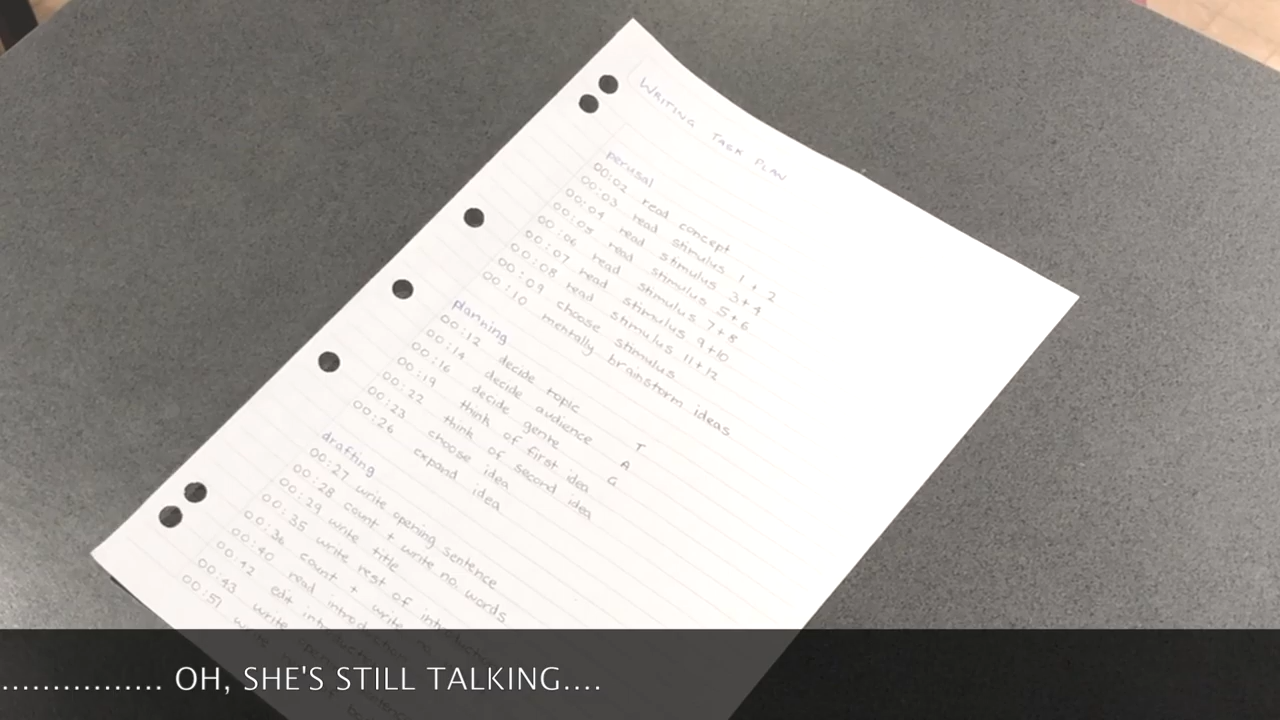 WRITING TASK PLAN
perusal
00:02 read concept
00:03 read stimulus 1 + 2
00:04 read stimulus 3+4
00:05 read stimulus 5+6
00:06 read stimulus 7+8
00:07 read stimulus 9+10
00:08 read stimulus 11+12
00:09 choose stimulus
00:10 mentally brainstorm ideas
planning
00:12 decide topic T
00:14 decide audience A
00:16 decide genre G
00:19 think of first idea
00:22 think of second idea
00:23 choose idea
00:26 expand idea
drafting
00:27 write opening sentence
00:28 count + write no. words
00:29 write title
00:35 write rest of introduction
00:36 count + write no.
00:40 read introduction
00:42 edit introduction
00:43 write
00:51 write
................ OH, SHE'S STILL TALKING....